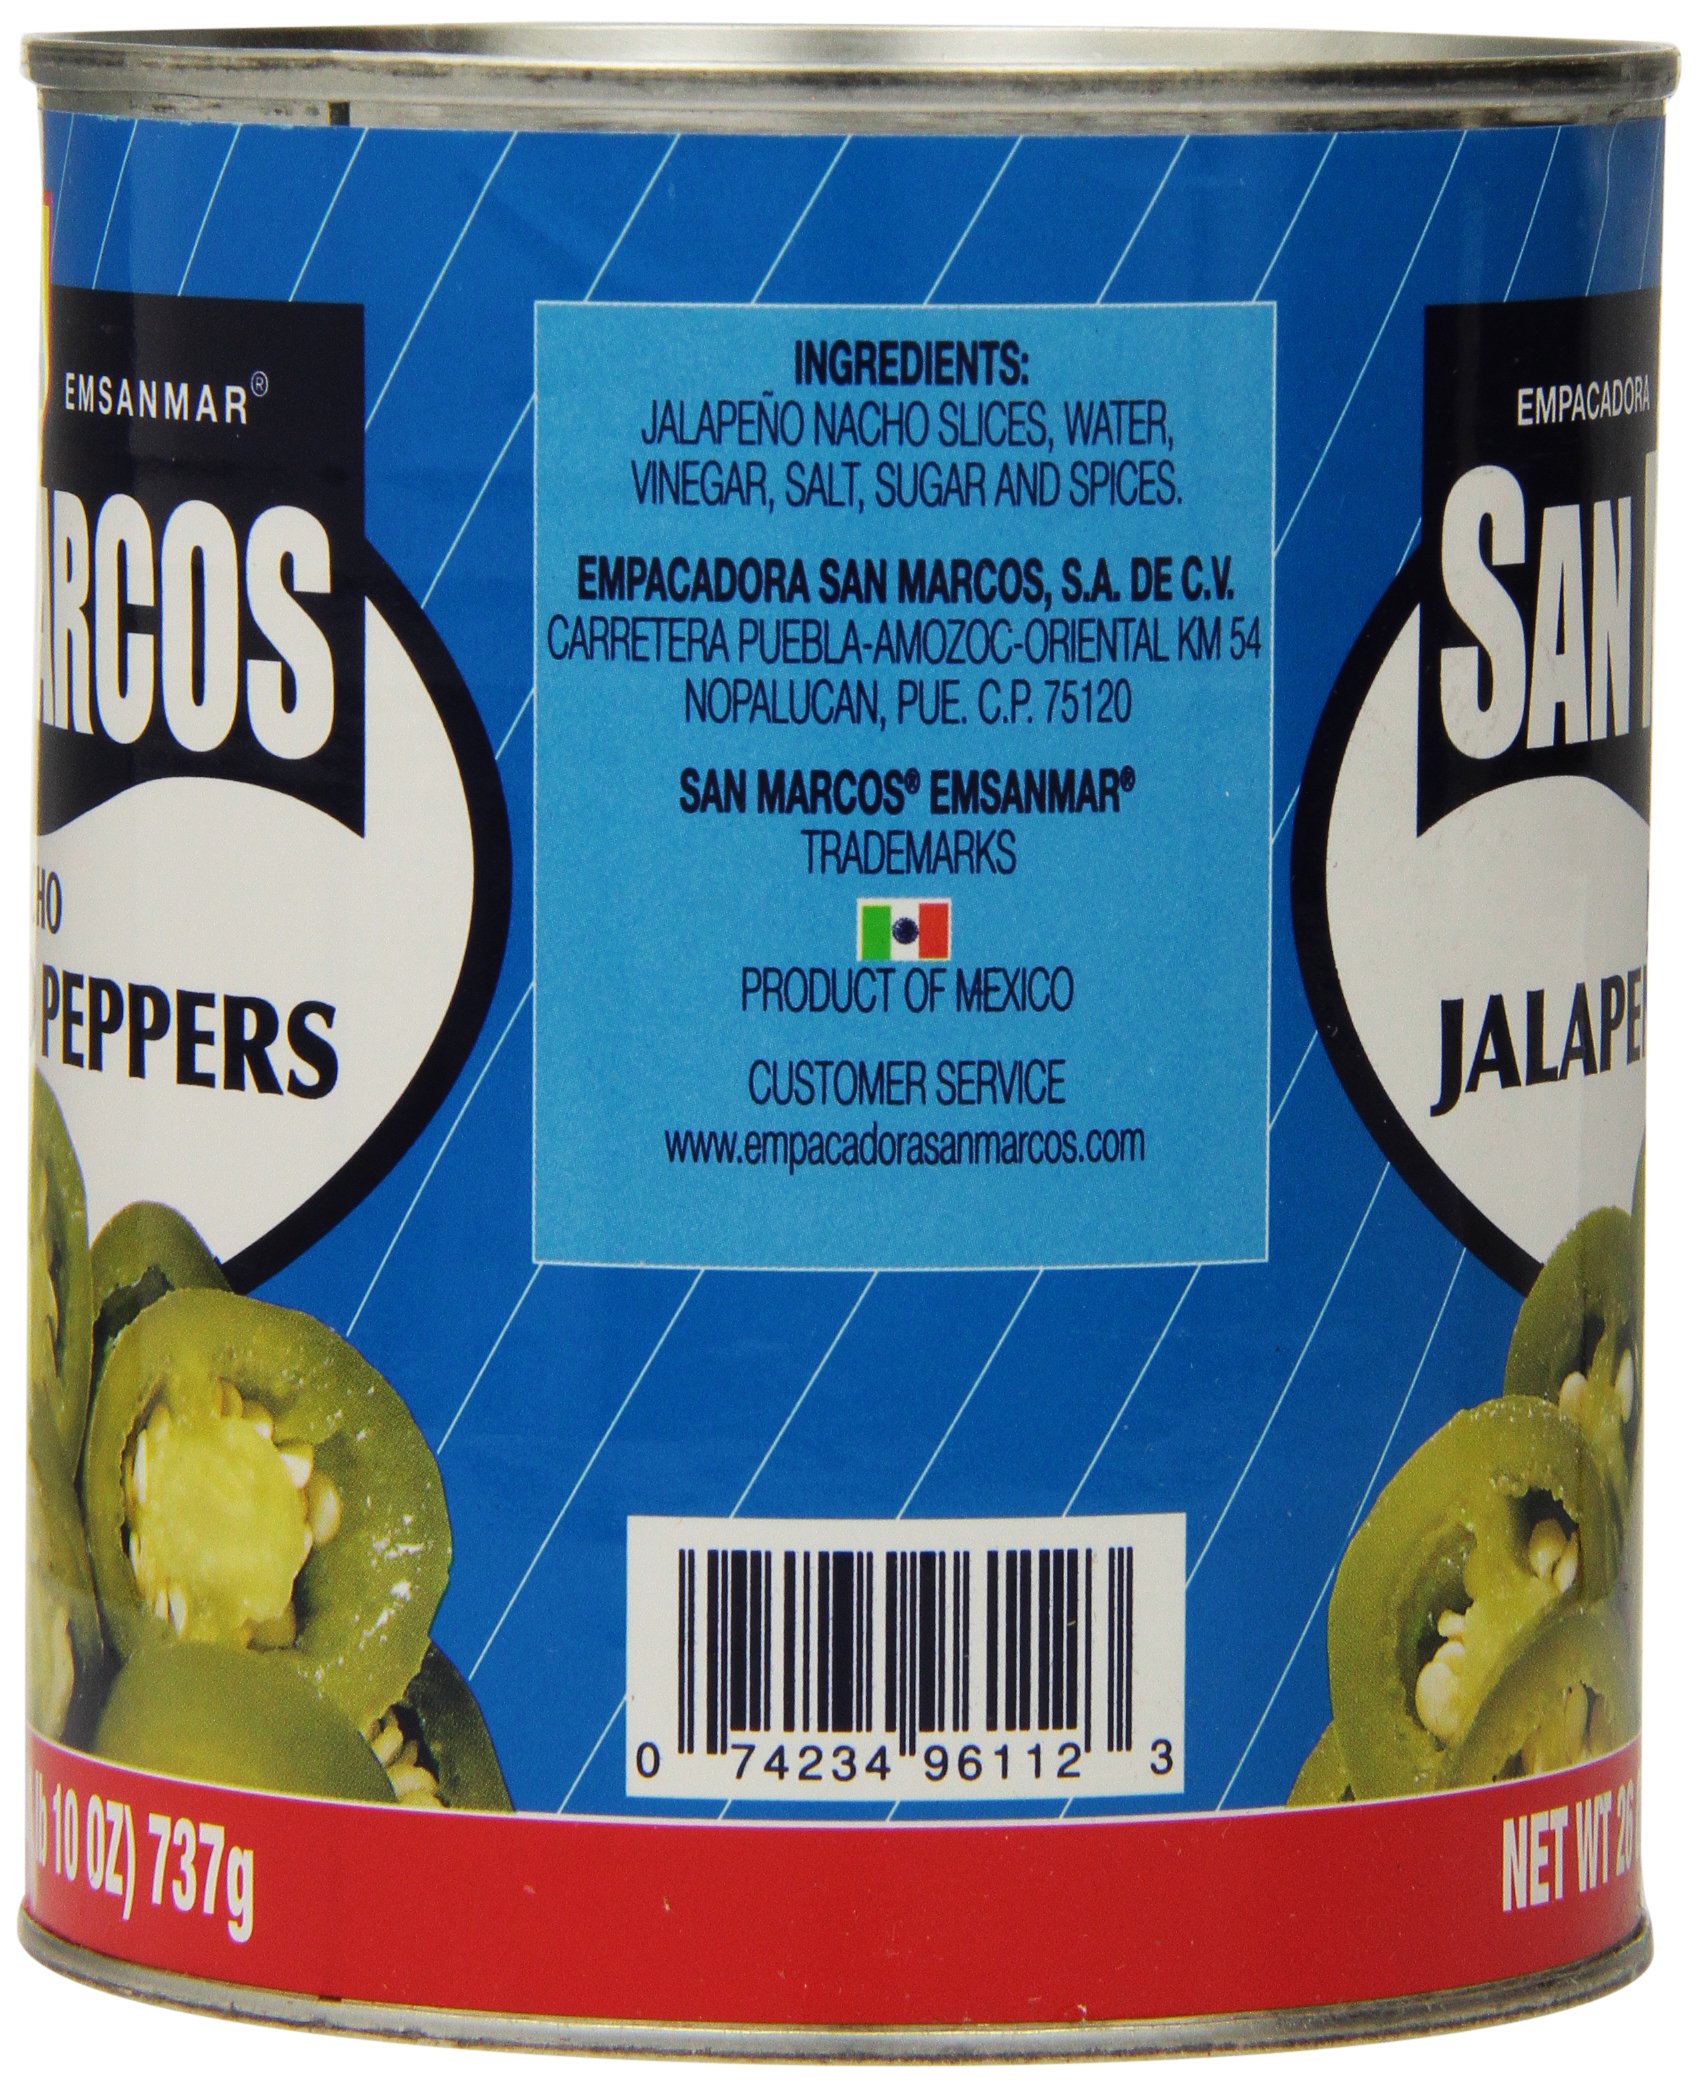 EMSANMAR®
ARCOS
HO
PEPPERS
lb 10 OZ) 737g
INGREDIENTS:
JALAPEÑO NACHO SLICES, WATER,
VINEGAR, SALT, SUGAR AND SPICES.
EMPACADORA SAN MARCOS, S.A. DE C.V.
CARRETERA PUEBLA-AMOZOC-ORIENTAL KM 54
NOPALUCAN, PUE. C.P. 75120
SAN MARCOS® EMSANMAR®
TRADEMARKS
PRODUCT OF MEXICO
CUSTOMER SERVICE
www.empacadorasanmarcos.com
0 74234 96112 3
EMPACADORA
SAN
JALAPE
NET WT 26